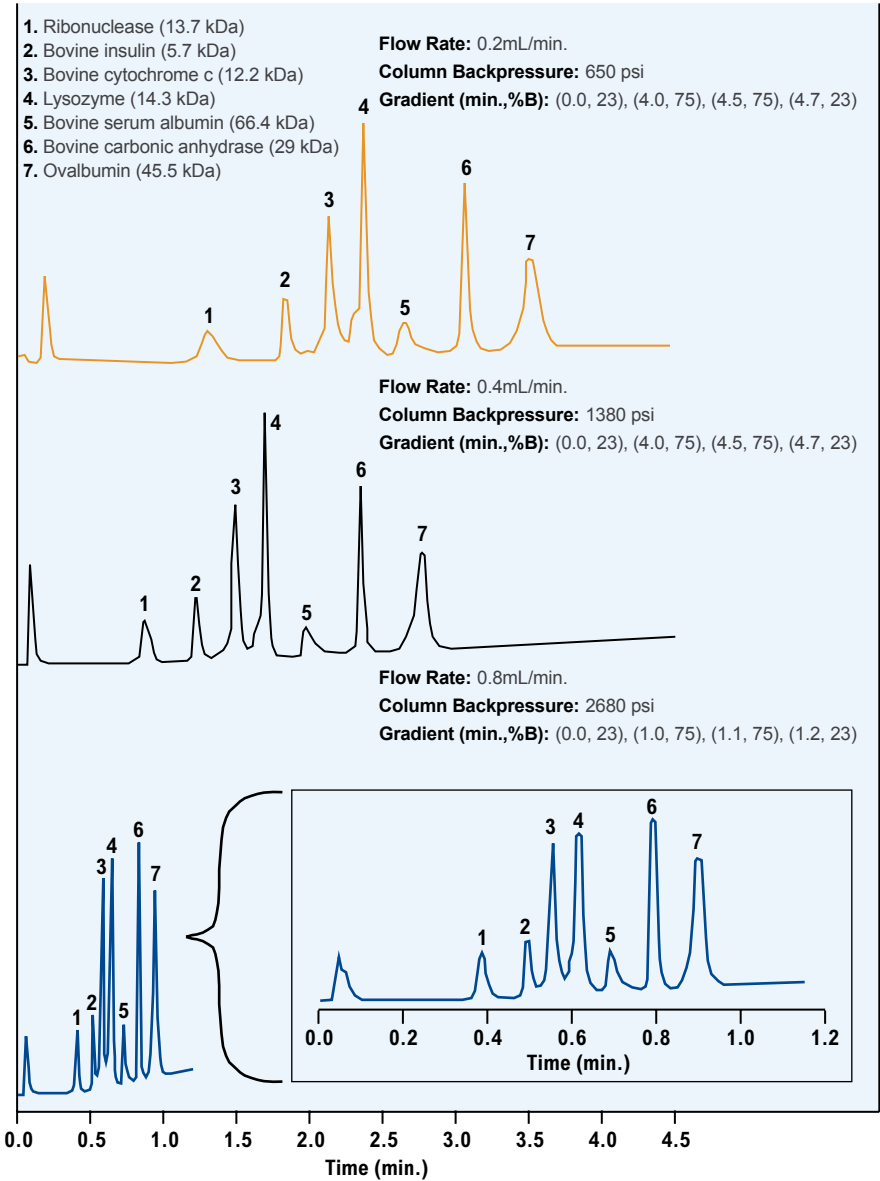 1. Ribonuclease (13.7 kDa)
2. Bovine insulin (5.7 kDa)
3. Bovine cytochrome c (12.2 kDa)
4. Lysozyme (14.3 kDa)
5. Bovine serum albumin (66.4 kDa)
6. Bovine carbonic anhydrase (29 kDa)
7. Ovalbumin (45.5 kDa)
Flow Rate: 0.2mL/min.
Column Backpressure: 650 psi
Gradient (min.,%B): (0.0, 23), (4.0, 75), (4.5, 75), (4.7, 23)
1 2 3 4 5 6 7
Flow Rate: 0.4mL/min.
Column Backpressure: 1380 psi
Gradient (min.,%B): (0.0, 23), (4.0, 75), (4.5, 75), (4.7, 23)
1 2 3 4 5 6 7
Flow Rate: 0.8mL/min.
Column Backpressure: 2680 psi
Gradient (min.,%B): (0.0, 23), (1.0, 75), (1.1, 75), (1.2, 23)
1 2 3 4 5 6 7
1 2 3 4 5 6 7
0.0 0.2 0.4 0.6 0.8 1.0 1.2
Time (min.)
0.0 0.5 1.0 1.5 2.0 2.5 3.0 3.5 4.0 4.5
Time (min.)